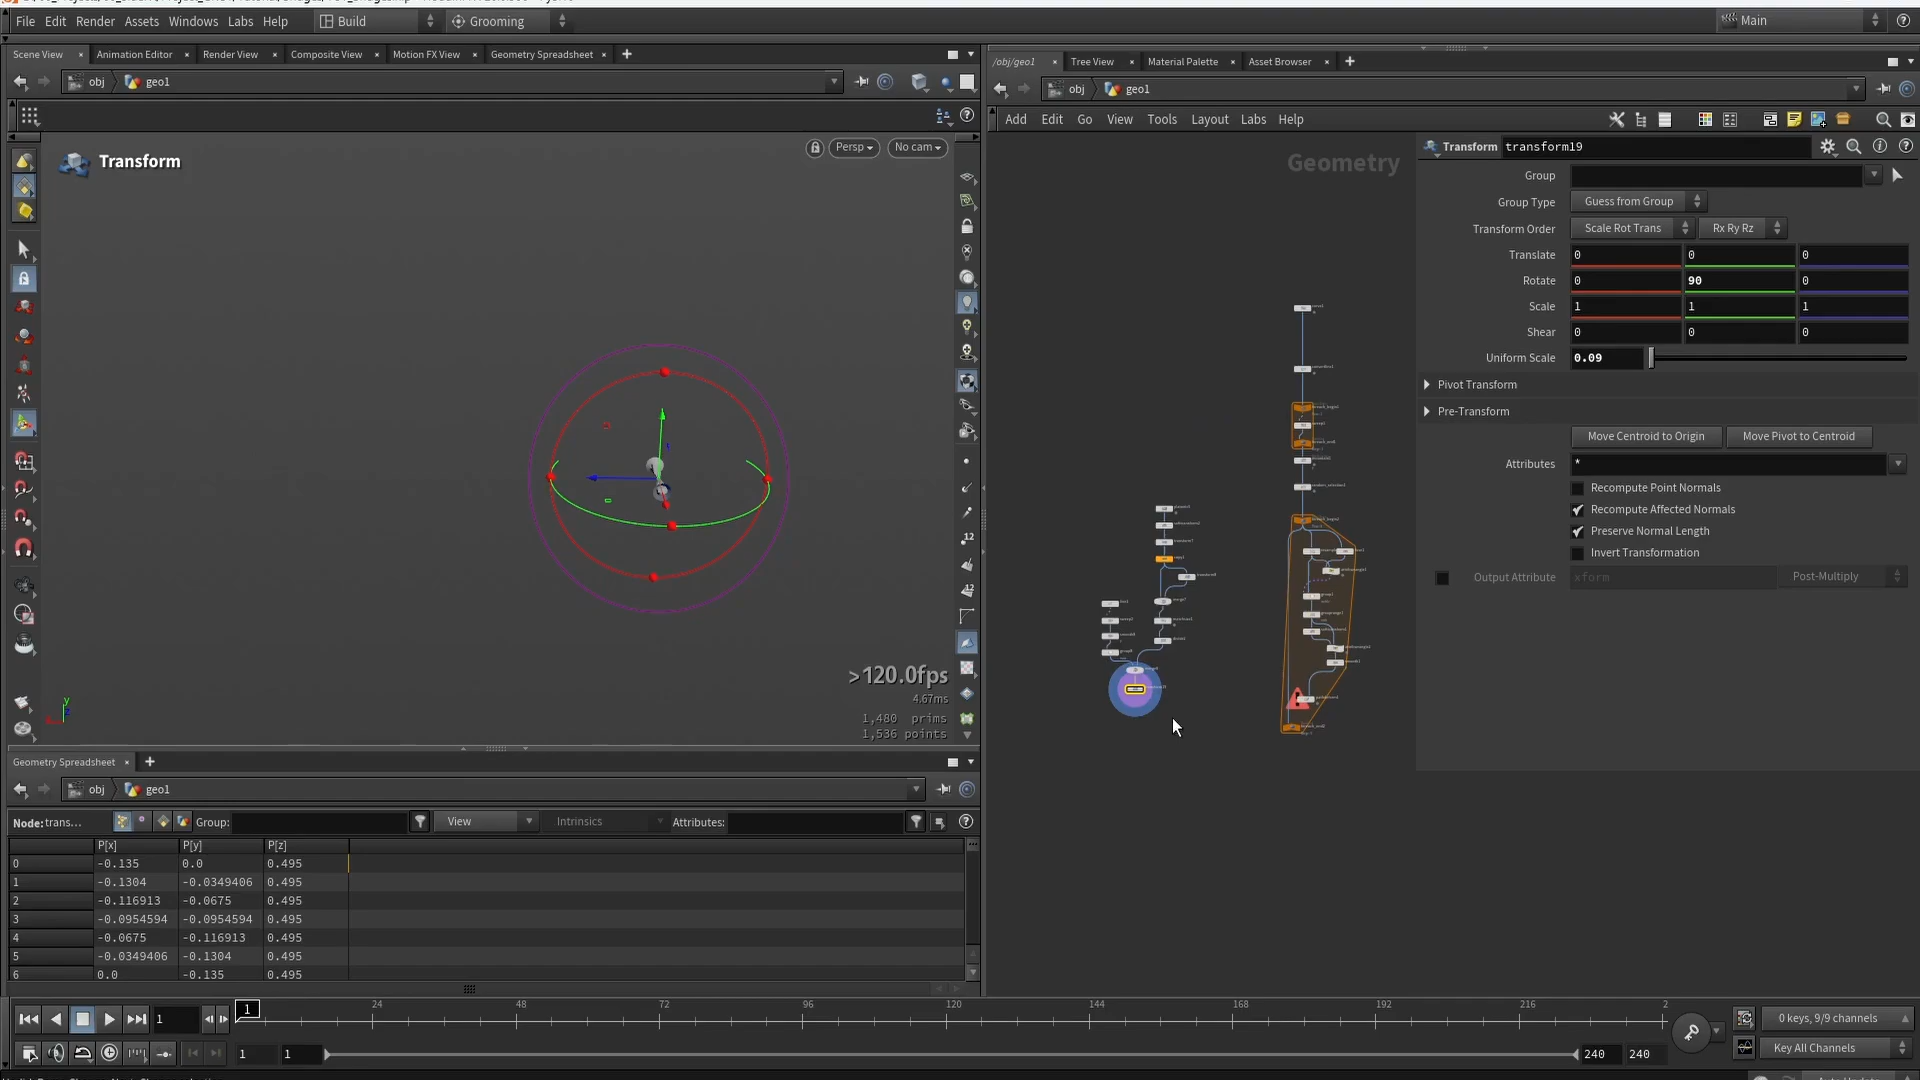 File Edit Render Assets Windows Labs Help Build Grooming Main
Scene View Animation Editor Render View Composite View Motion FX View Geometry Spreadsheet
/obj/geo1 Tree View Material Palette Asset Browser
obj geo1
obj geo1
Add Edit Go View Tools Layout Labs Help
Transform
Persp No cam
Geometry
Transform transform19
Group
Group Type Guess from Group
Transform Order Scale Rot Trans Rx Ry Rz
Translate 0 0 0
Rotate 0 90 0
Scale 1 1 1
Shear 0 0 0
Uniform Scale 0.09
Pivot Transform
Pre-Transform
Move Centroid to Origin Move Pivot to Centroid
Attributes *
Recompute Point Normals
Recompute Affected Normals
Preserve Normal Length
Invert Transformation
Output Attribute xform Post-Multiply
>120.0fps
4.67ms
1,480 prims
1,536 points
y
12
12
Geometry Spreadsheet
obj geo1
Node: trans... Group: View Intrinsics Attributes:
P[x] P[y] P[z]
0 -0.135 0.0 0.495
1 -0.1304 -0.0349406 0.495
2 -0.116913 -0.0675 0.495
3 -0.0954594 -0.0954594 0.495
4 -0.0675 -0.116913 0.495
5 -0.0349406 -0.1304 0.495
6 0.0 -0.135 0.495
1 1 24 48 72 96 120 144 168 192 216 2
0 keys, 9/9 channels
1 1 240 240
Key All Channels